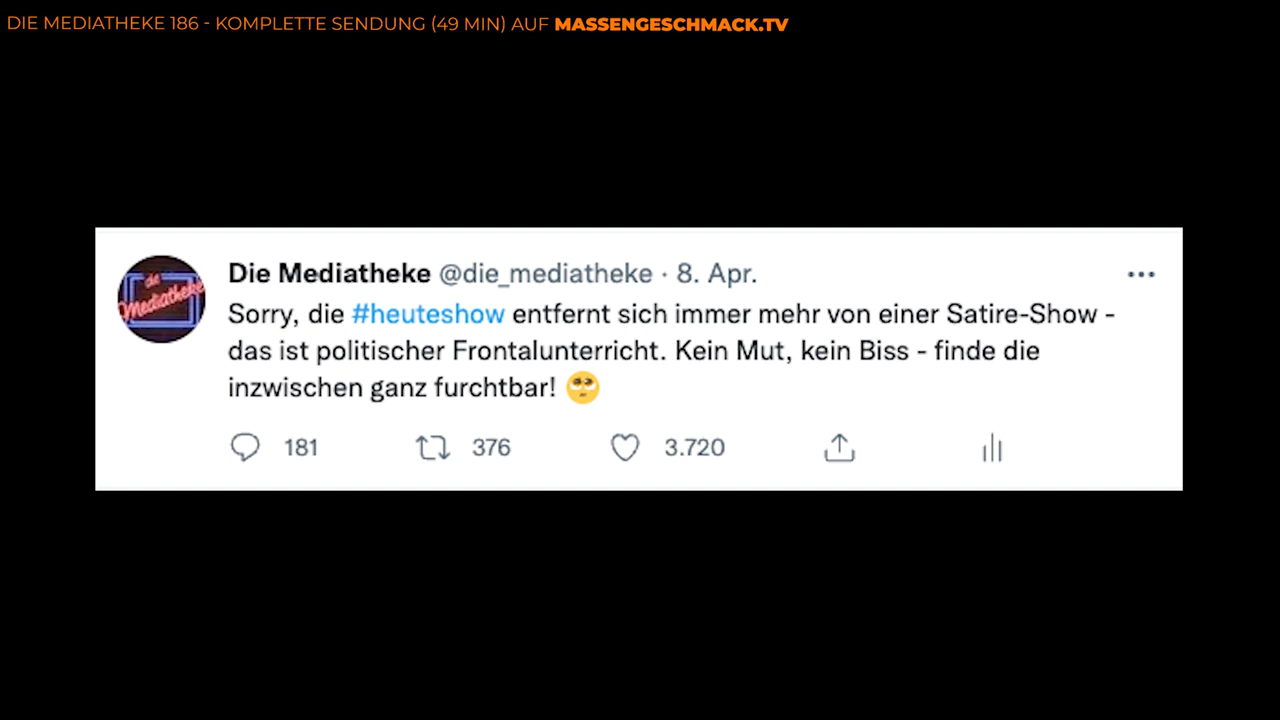 DIE MEDIATHEKE 186 - KOMPLETTE SENDUNG (49 MIN) AUF MASSENGESCHMACK.TV
die
Mediatheke
Die Mediatheke @die_mediatheke · 8. Apr.
Sorry, die #heuteshow entfernt sich immer mehr von einer Satire-Show -
das ist politischer Frontalunterricht. Kein Mut, kein Biss - finde die
inzwischen ganz furchtbar! 🥺
181 376 3.720